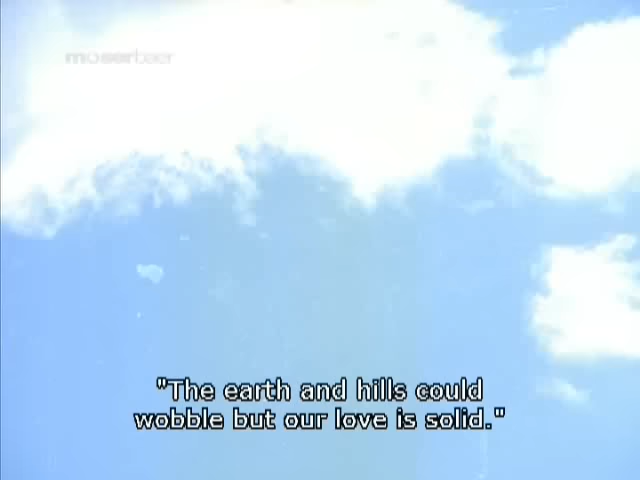 moserbaer
"The earth and hills could
wobble but our love is solid."